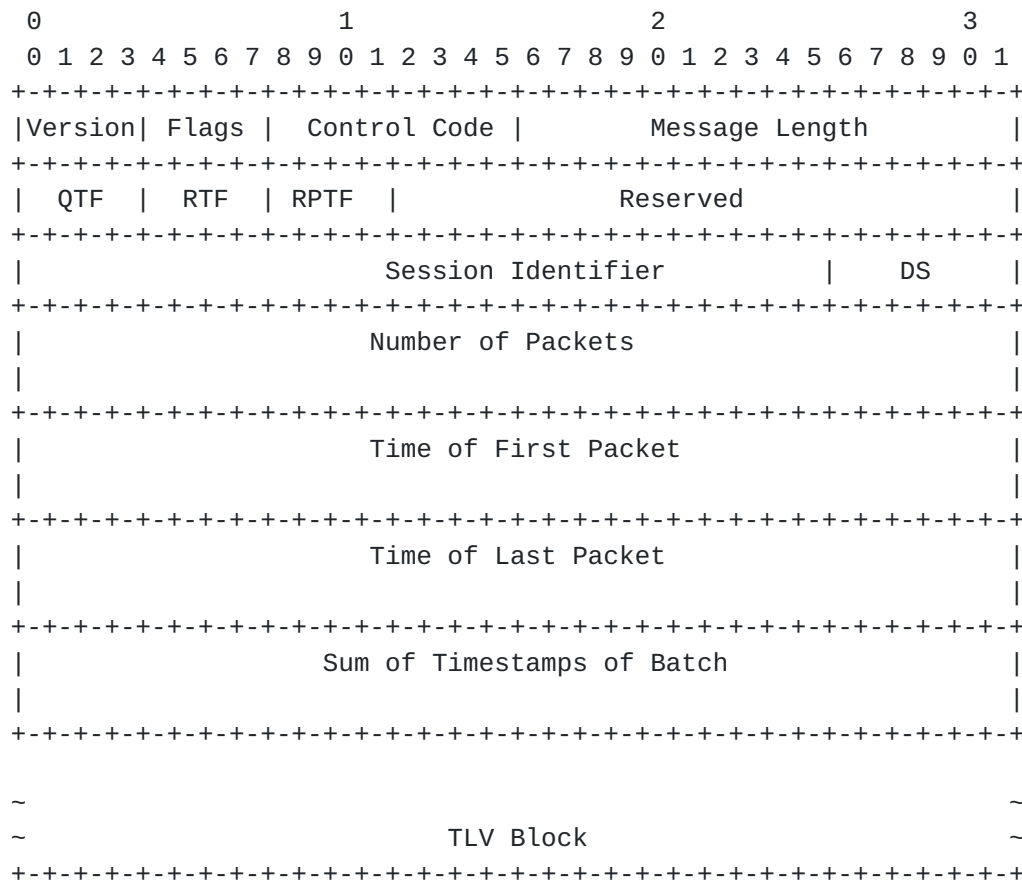 0                   1                   2                   3
 0 1 2 3 4 5 6 7 8 9 0 1 2 3 4 5 6 7 8 9 0 1 2 3 4 5 6 7 8 9 0 1
+-+-+-+-+-+-+-+-+-+-+-+-+-+-+-+-+-+-+-+-+-+-+-+-+-+-+-+-+-+-+-+-+
|Version| Flags |  Control Code |        Message Length         |
+-+-+-+-+-+-+-+-+-+-+-+-+-+-+-+-+-+-+-+-+-+-+-+-+-+-+-+-+-+-+-+-+
|  QTF  |  RTF  | RPTF  |              Reserved                 |
+-+-+-+-+-+-+-+-+-+-+-+-+-+-+-+-+-+-+-+-+-+-+-+-+-+-+-+-+-+-+-+-+
|                       Session Identifier          |    DS     |
+-+-+-+-+-+-+-+-+-+-+-+-+-+-+-+-+-+-+-+-+-+-+-+-+-+-+-+-+-+-+-+-+
|                      Number of Packets                        |
|                                                               |
+-+-+-+-+-+-+-+-+-+-+-+-+-+-+-+-+-+-+-+-+-+-+-+-+-+-+-+-+-+-+-+-+
|                      Time of First Packet                     |
|                                                               |
+-+-+-+-+-+-+-+-+-+-+-+-+-+-+-+-+-+-+-+-+-+-+-+-+-+-+-+-+-+-+-+-+
|                      Time of Last Packet                      |
|                                                               |
+-+-+-+-+-+-+-+-+-+-+-+-+-+-+-+-+-+-+-+-+-+-+-+-+-+-+-+-+-+-+-+-+
|                   Sum of Timestamps of Batch                  |
|                                                               |
+-+-+-+-+-+-+-+-+-+-+-+-+-+-+-+-+-+-+-+-+-+-+-+-+-+-+-+-+-+-+-+-+

~                                                               ~
~                           TLV Block                           ~
+-+-+-+-+-+-+-+-+-+-+-+-+-+-+-+-+-+-+-+-+-+-+-+-+-+-+-+-+-+-+-+-+